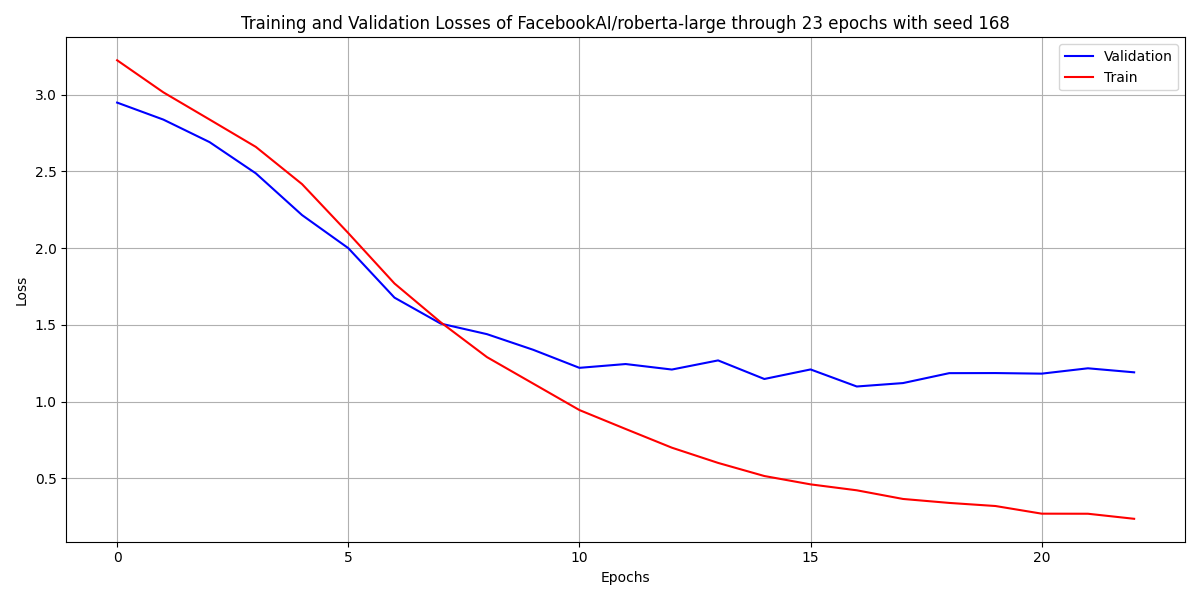 Training and Validation Losses of FacebookAI/roberta-large through 23 epochs with seed 168
Validation
Train
3.0
2.5
2.0
1.5
1.0
0.5
Loss
0 5 10 15 20
Epochs